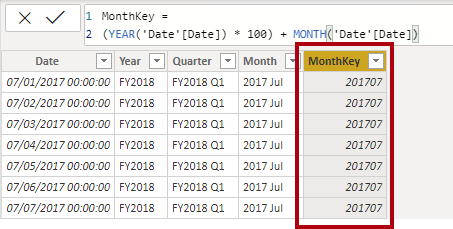 1 MonthKey =
2 (YEAR('Date'[Date]) * 100) + MONTH('Date'[Date])
Date Year Quarter Month MonthKey
07/01/2017 00:00:00 FY2018 FY2018 Q1 2017 Jul 201707
07/02/2017 00:00:00 FY2018 FY2018 Q1 2017 Jul 201707
07/03/2017 00:00:00 FY2018 FY2018 Q1 2017 Jul 201707
07/04/2017 00:00:00 FY2018 FY2018 Q1 2017 Jul 201707
07/05/2017 00:00:00 FY2018 FY2018 Q1 2017 Jul 201707
07/06/2017 00:00:00 FY2018 FY2018 Q1 2017 Jul 201707
07/07/2017 00:00:00 FY2018 FY2018 Q1 2017 Jul 201707